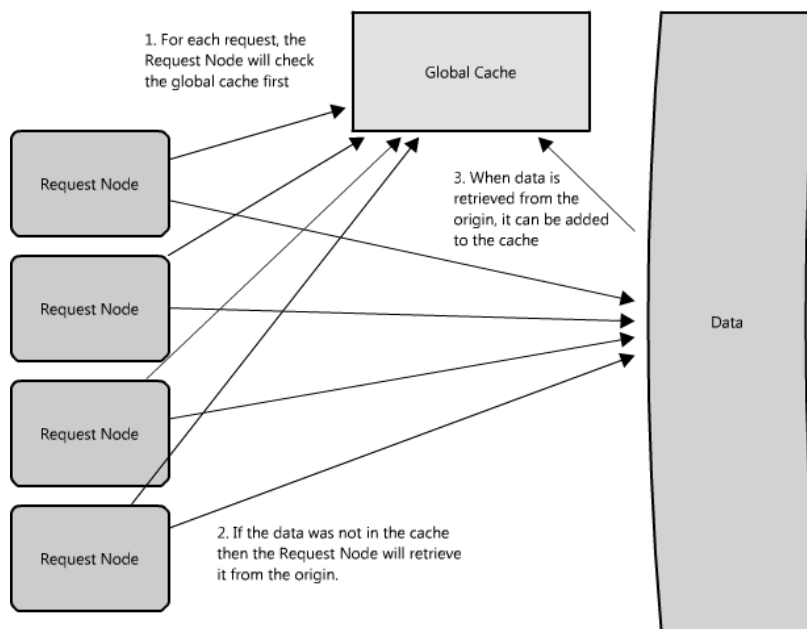 1. For each request, the
Request Node will check
the global cache first
Global Cache
Request Node
3. When data is
retrieved from the
origin, it can be added
to the cache
Request Node
Data
Request Node
Request Node
2. If the data was not in the cache
then the Request Node will retrieve
it from the origin.